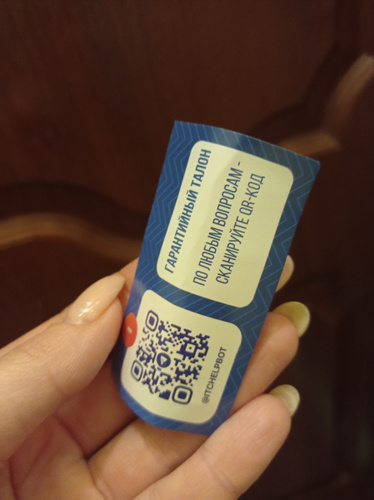 ГАРАНТИЙНЫЙ ТАЛОН
ПО ЛЮБЫМ ВОПРОСАМ -
СКАНИРУЙТЕ QR-КОД
@ITCHELPBOT